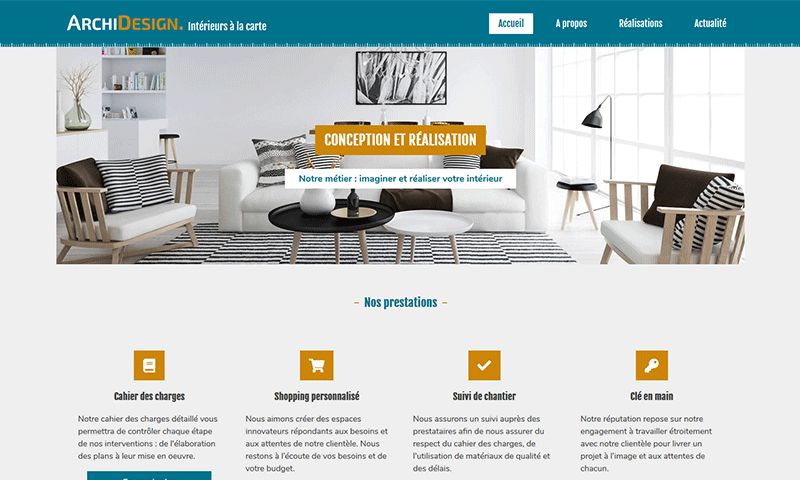 ARCHIDESIGN. Intérieurs à la carte
Accueil A propos Réalisations Actualité
CONCEPTION ET RÉALISATION
Notre métier : imaginer et réaliser votre intérieur
– Nos prestations –
Cahier des charges
Notre cahier des charges détaillé vous
permettra de contrôler chaque étape
de nos interventions : de l'élaboration
des plans à leur mise en oeuvre.
Shopping personnalisé
Nous aimons créer des espaces
innovateurs répondants aux besoins et
aux attentes de notre clientèle. Nous
restons à l'écoute de vos besoins et de
votre budget.
Suivi de chantier
Nous assurons un suivi auprès des
prestataires afin de nous assurer du
respect du cahier des charges, de
l'utilisation de matériaux de qualité et
des délais.
Clé en main
Notre réputation repose sur notre
engagement à travailler étroitement
avec notre clientèle pour livrer un
projet à l'image et aux attentes de
chacun.